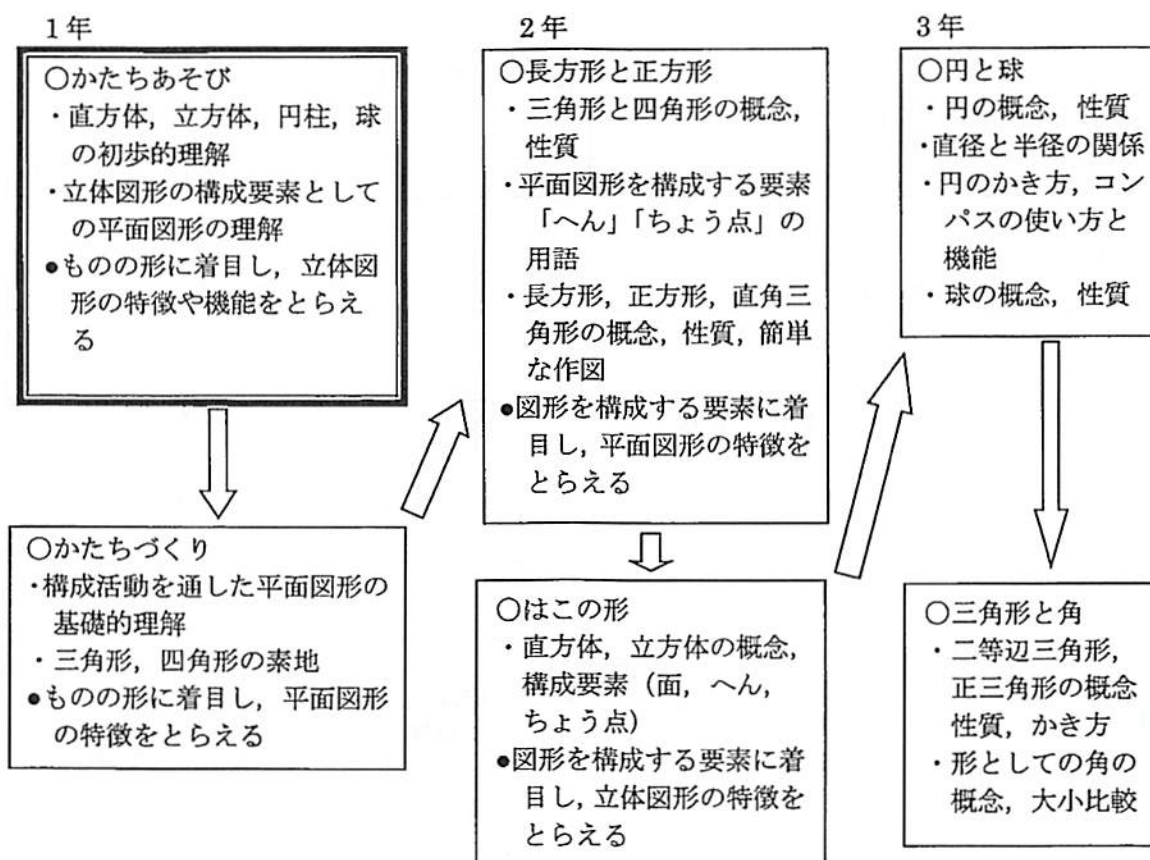 1年
○かたちあそび
・直方体，立方体，円柱，球
の初歩的理解
・立体図形の構成要素として
の平面図形の理解
●ものの形に着目し，立体図
形の特徴や機能をとらえ
る
○かたちづくり
・構成活動を通した平面図形の
基礎的理解
・三角形，四角形の素地
●ものの形に着目し，平面図形
の特徴をとらえる
2年
○長方形と正方形
・三角形と四角形の概念，
性質
・平面図形を構成する要素
「へん」「ちょう点」の
用語
・長方形，正方形，直角三
角形の概念，性質，簡単
な作図
●図形を構成する要素に着
目し，平面図形の特徴を
とらえる
○はこの形
・直方体，立方体の概念，
構成要素（面，へん，
ちょう点）
●図形を構成する要素に着
目し，立体図形の特徴を
とらえる
3年
○円と球
・円の概念，性質
・直径と半径の関係
・円のかき方，コン
パスの使い方と
機能
・球の概念，性質
○三角形と角
・二等辺三角形，
正三角形の概念
性質，かき方
・形としての角の
概念，大小比較